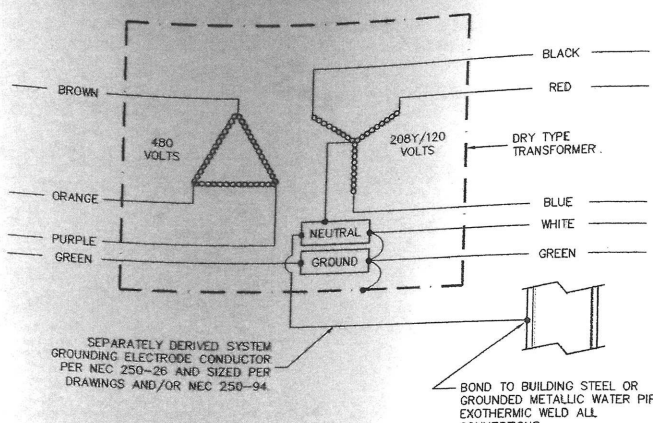 BLACK
BROWN
RED
480
VOLTS
208Y/120
VOLTS
DRY TYPE
TRANSFORMER.
ORANGE
BLUE
PURPLE
NEUTRAL
WHITE
GREEN
GROUND
GREEN
SEPARATELY DERIVED SYSTEM
GROUNDING ELECTRODE CONDUCTOR
PER NEC 250-26 AND SIZED PER
DRAWINGS AND/OR NEC 250-94.
BOND TO BUILDING STEEL OR
GROUNDED METALLIC WATER
EXOTHERMIC WELD ALL